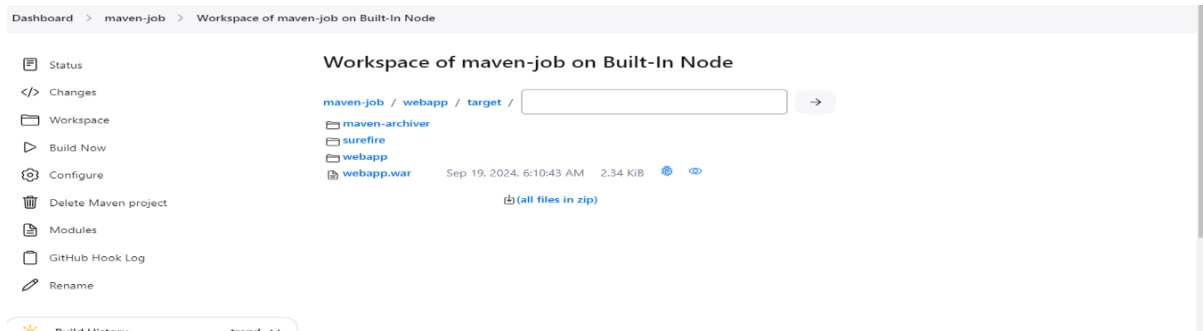 Dashboard > maven-job > Workspace of maven-job on Built-In Node
Status
Changes
Workspace
Build Now
Configure
Delete Maven project
Modules
GitHub Hook Log
Rename
Build History trend
Workspace of maven-job on Built-In Node
maven-job / webapp / target /
maven-archiver
surefire
webapp
webapp.war Sep 19, 2024, 6:10:43 AM 2.34 KiB
(all files in zip)